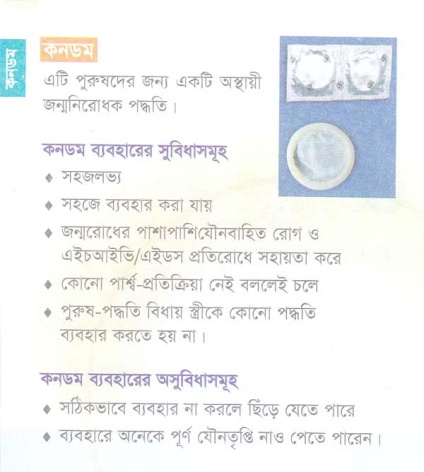 কনডম
কনডম
এটি পুরুষদের জন্য একটি অস্থায়ী
জন্মনিরোধক পদ্ধতি ।
কনডম ব্যবহারের সুবিধাসমূহ
♦ সহজলভ্য
♦ সহজে ব্যবহার করা যায়
♦ জন্মরোধের পাশাপাশিযৌনবাহিত রোগ ও
এইচআইভি/এইডস প্রতিরোধে সহায়তা করে
♦ কোনো পার্শ্ব-প্রতিক্রিয়া নেই বললেই চলে
♦ পুরুষ-পদ্ধতি বিধায় স্ত্রীকে কোনো পদ্ধতি
ব্যবহার করতে হয় না ।
কনডম ব্যবহারের অসুবিধাসমূহ
♦ সঠিকভাবে ব্যবহার না করলে ছিঁড়ে যেতে পারে
♦ ব্যবহারে অনেকে পূর্ণ যৌনতৃপ্তি নাও পেতে পারেন ।